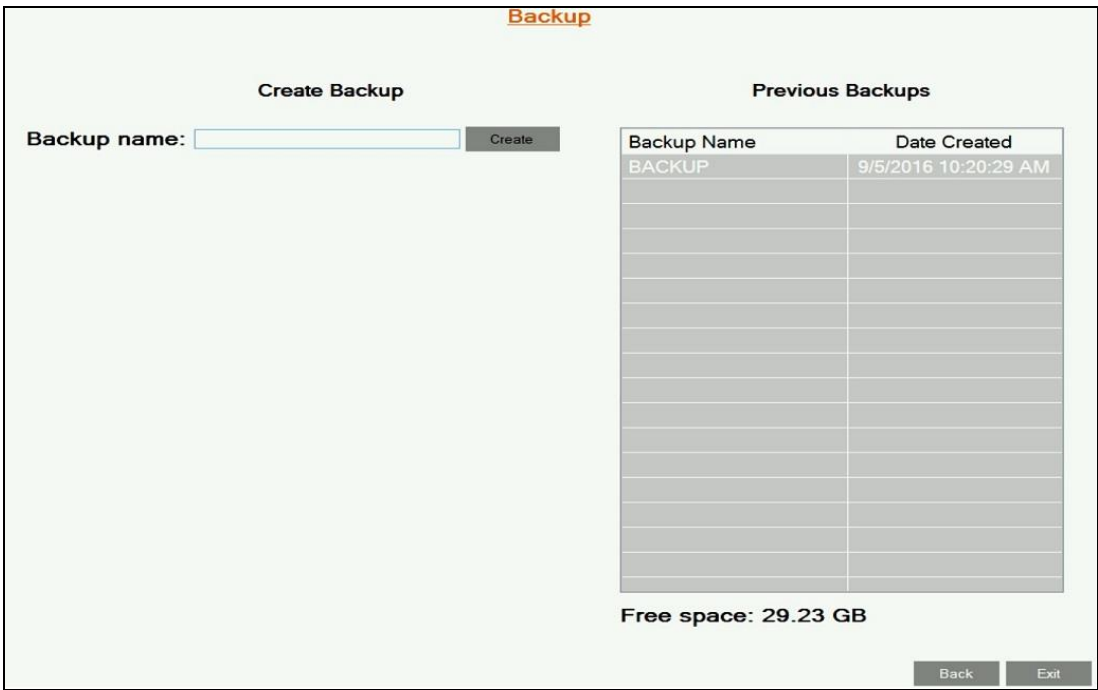 Backup
Create Backup
Backup name:
Create
Previous Backups
Backup Name Date Created
BACKUP 9/5/2016 10:20:29 AM
Free space: 29.23 GB
Back Exit